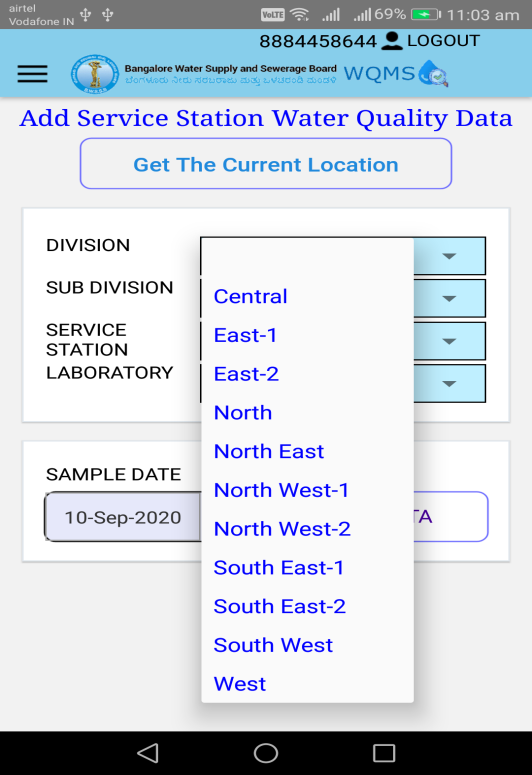 airtel
Vodafone IN
VoLTE 69% 11:03 am
8884458644 LOGOUT
Bangalore Water Supply and Sewerage Board
ಬೆಂಗಳೂರು ನೀರು ಸರಬರಾಜು ಮತ್ತು ಒಳಚರಂಡಿ ಮಂಡಳಿ
WQMS
Add Service Station Water Quality Data
Get The Current Location
DIVISION
SUB DIVISION
SERVICE
STATION
LABORATORY
Central
East-1
East-2
North
North East
North West-1
North West-2
South East-1
South East-2
South West
West
SAMPLE DATE
10-Sep-2020
TA